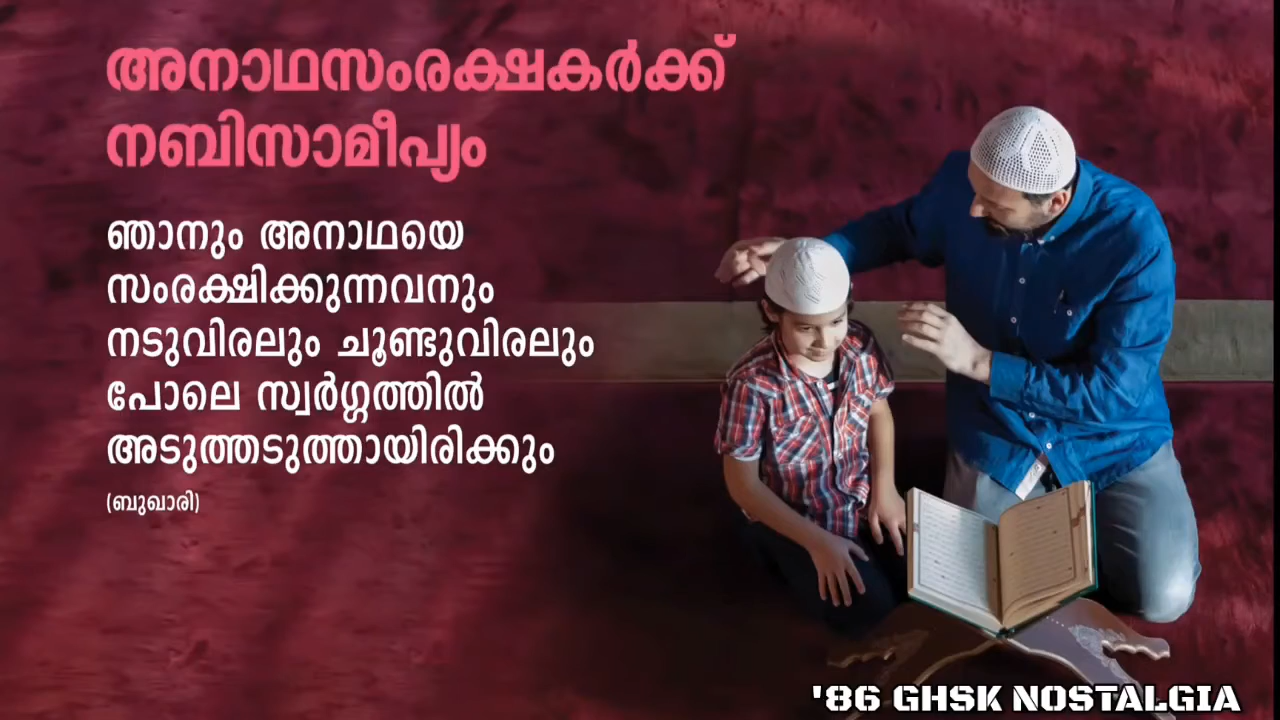 അനാഥസംരക്ഷകർക്ക്
നബിസാമീപ്യം
ഞാനും അനാഥയെ
സംരക്ഷിക്കുന്നവനും
നടുവിരലും ചൂണ്ടുവിരലും
പോലെ സ്വർഗ്ഗത്തിൽ
അടുത്തടുത്തായിരിക്കും
(ബുഖാരി)
'86 GHSK NOSTALGIA